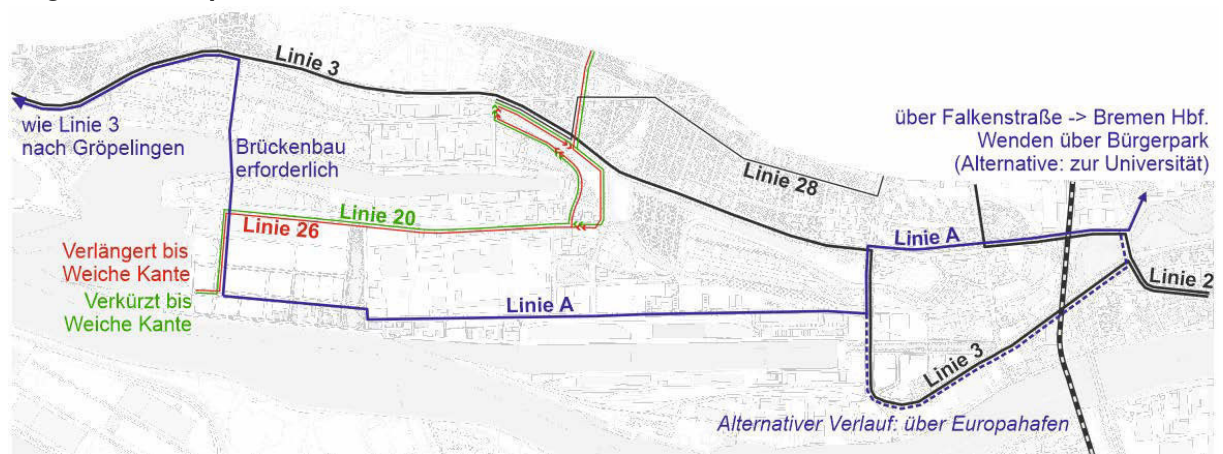 Linie 3
wie Linie 3
nach Gröpelingen
Brückenbau
erforderlich
über Falkenstraße -> Bremen Hbf.
Wenden über Bürgerpark
(Alternative: zur Universität)
Linie 28
Linie 20
Linie 26
Linie A
Verlängert bis
Weiche Kante
Verkürzt bis
Weiche Kante
Linie A
Linie 2
Linie 3
Alternativer Verlauf: über Europahafen